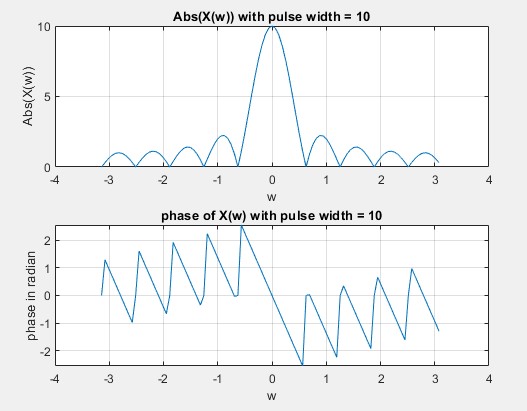 Abs(X(w)) with pulse width = 10
10
5
0
Abs(X(w))
-4 -3 -2 -1 0 1 2 3 4
w
phase of X(w) with pulse width = 10
2
1
0
-1
-2
phase in radian
-4 -3 -2 -1 0 1 2 3 4
w